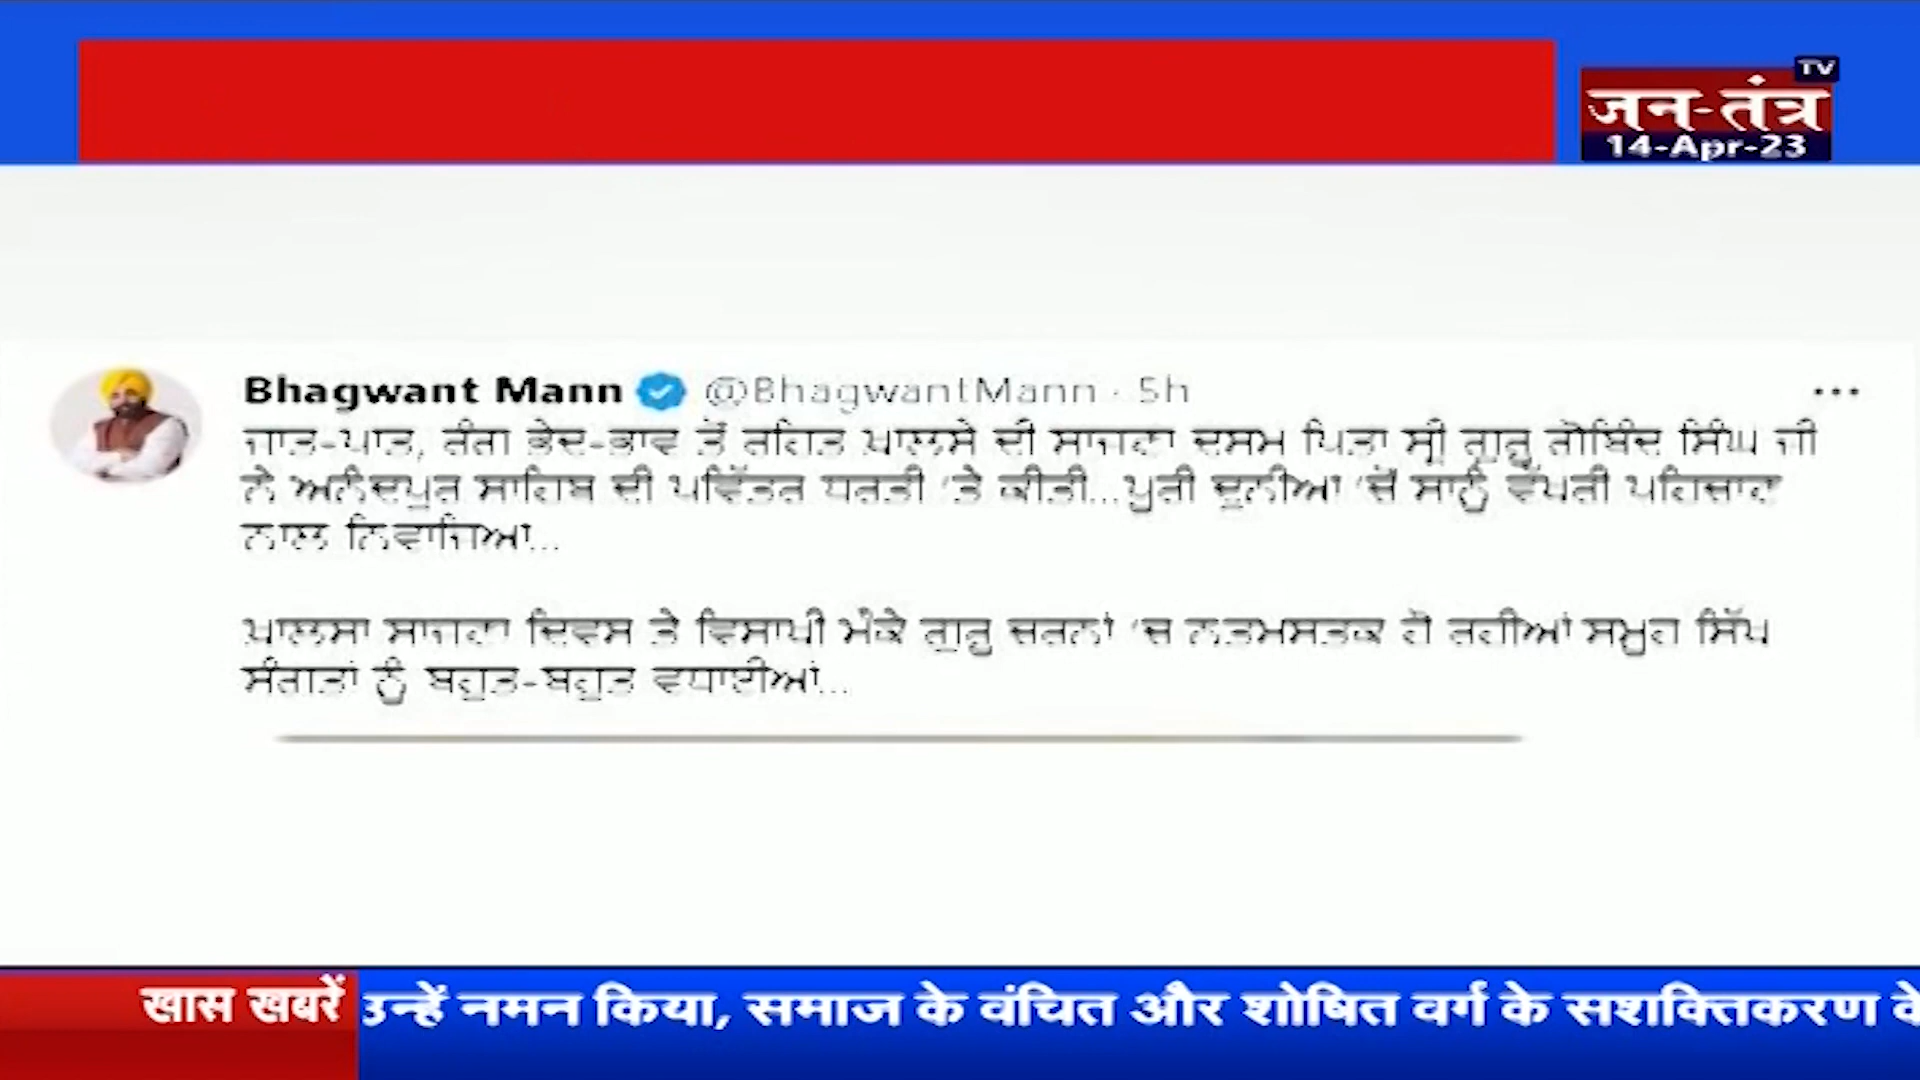 TV
जन-तंत्र
14-Apr-23
Bhagwant Mann @BhagwantMann · 5h
ਜਾਤ-ਪਾਤ, ਰੰਗ ਭੇਦ-ਭਾਵ ਤੋਂ ਰਹਿਤ ਖ਼ਾਲਸੇ ਦੀ ਸਾਜਣਾ ਦਸਮ ਪਿਤਾ ਸ੍ਰੀ ਗੁਰੂ ਗੋਬਿੰਦ ਸਿੰਘ ਜੀ
ਨੇ ਅਨੰਦਪੁਰ ਸਾਹਿਬ ਦੀ ਪਵਿੱਤਰ ਧਰਤੀ 'ਤੇ ਕੀਤੀ...ਪੂਰੀ ਦੁਨੀਆ 'ਚੋਂ ਸਾਨੂੰ ਵੱਖਰੀ ਪਹਿਚਾਣ
ਨਾਲ ਨਿਵਾਜਿਆ...
ਖ਼ਾਲਸਾ ਸਾਜਣਾ ਦਿਵਸ ਤੇ ਵਿਸਾਖੀ ਮੌਕੇ ਗੁਰੂ ਚਰਨਾਂ 'ਚ ਨਤਮਸਤਕ ਹੋ ਰਹੀਆਂ ਸਮੂਹ ਸਿੱਖ
ਸੰਗਤਾਂ ਨੂੰ ਬਹੁਤ-ਬਹੁਤ ਵਧਾਈਆਂ...
खास खबरें उन्हें नमन किया, समाज के वंचित और शोषित वर्ग के सशक्तिकरण के